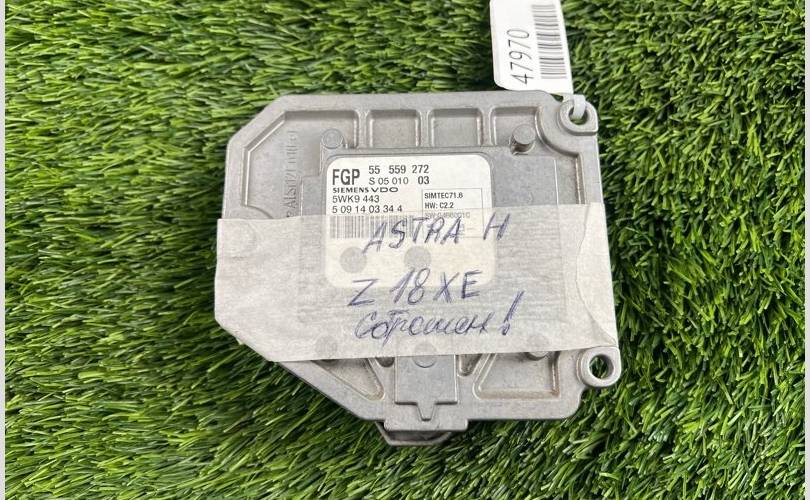 47970
FGP 55 559 272
S 05 010 03
SIEMENS VDO
5WK9 443
5 09 14 03 34 4
SIMTEC71.6
HW: C2.2
ASTRA H
Z 18 XE
Сброшен!